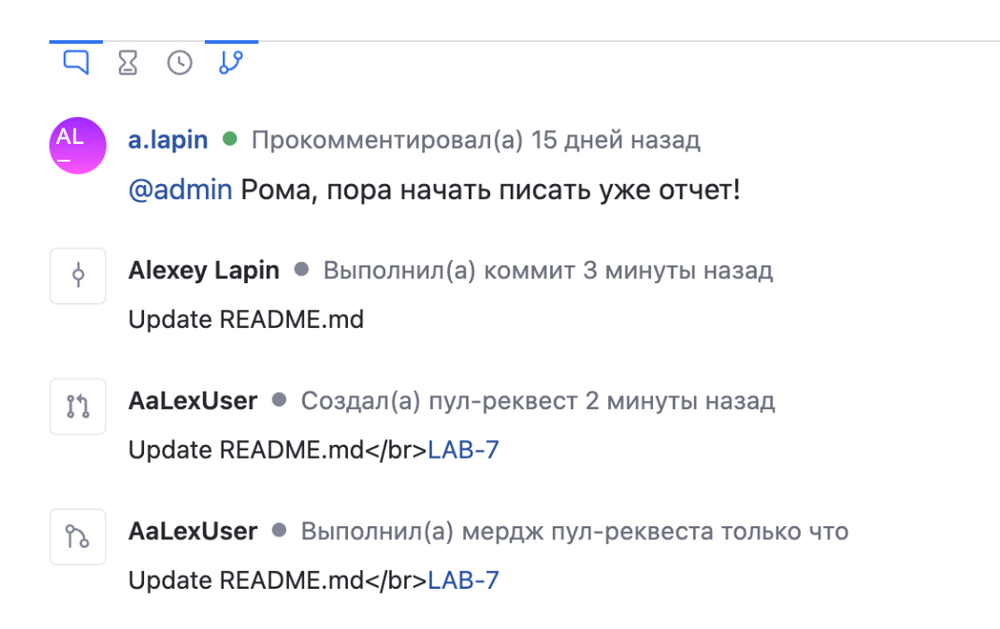 AL
a.lapin Прокомментировал(а) 15 дней назад
@admin Рома, пора начать писать уже отчет!
Alexey Lapin Выполнил(а) коммит 3 минуты назад
Update README.md
AaLexUser Создал(а) пул-реквест 2 минуты назад
Update README.md</br>LAB-7
AaLexUser Выполнил(а) мердж пул-реквеста только что
Update README.md</br>LAB-7